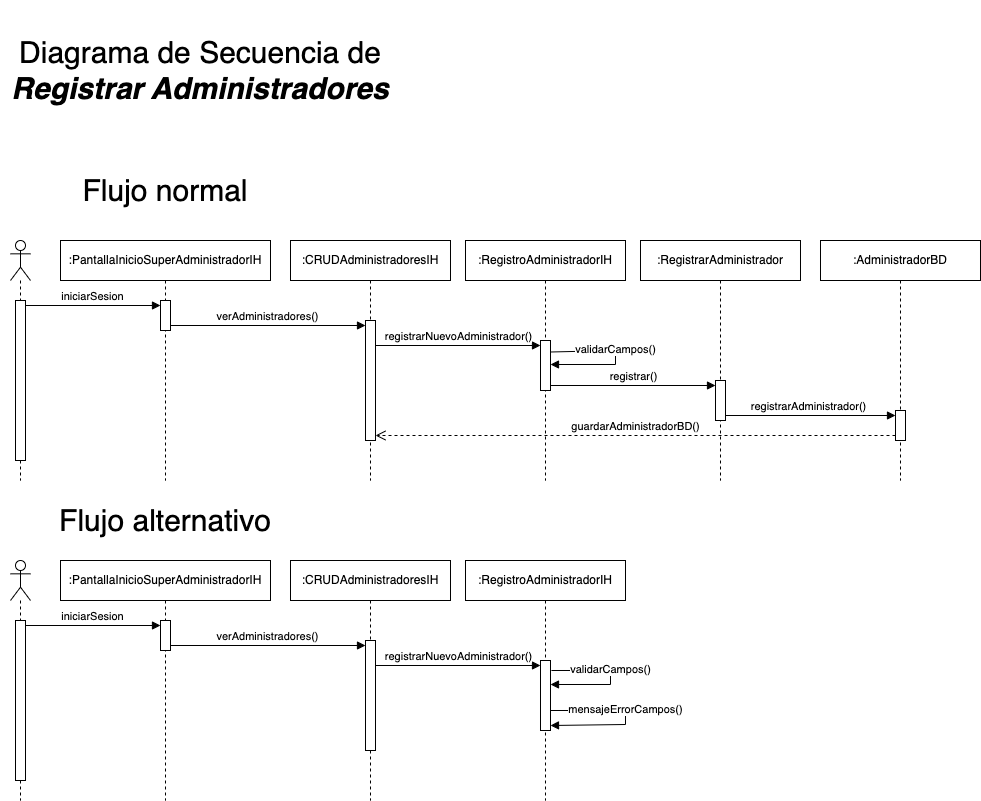 Diagrama de Secuencia de
Registrar Administradores
Flujo normal
:PantallaInicioSuperAdministradorIH
:CRUDAdministradoresIH
:RegistroAdministradorIH
:RegistrarAdministrador
:AdministradorBD
iniciarSesion
verAdministradores()
registrarNuevoAdministrador()
validarCampos()
registrar()
registrarAdministrador()
guardarAdministradorBD()
Flujo alternativo
:PantallaInicioSuperAdministradorIH
:CRUDAdministradoresIH
:RegistroAdministradorIH
iniciarSesion
verAdministradores()
registrarNuevoAdministrador()
validarCampos()
mensajeErrorCampos()